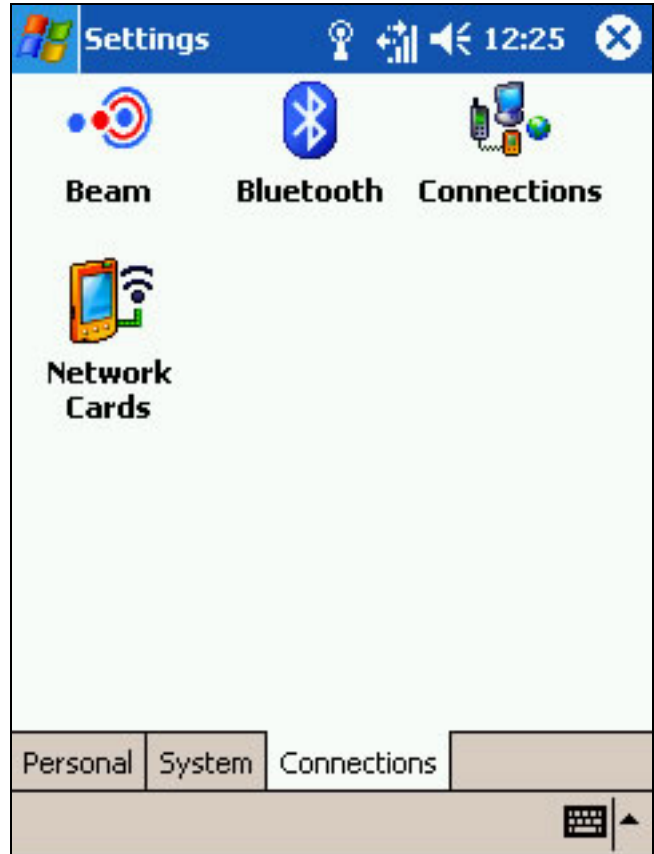 Settings 12:25
Beam Bluetooth Connections
Network
Cards
Personal System Connections